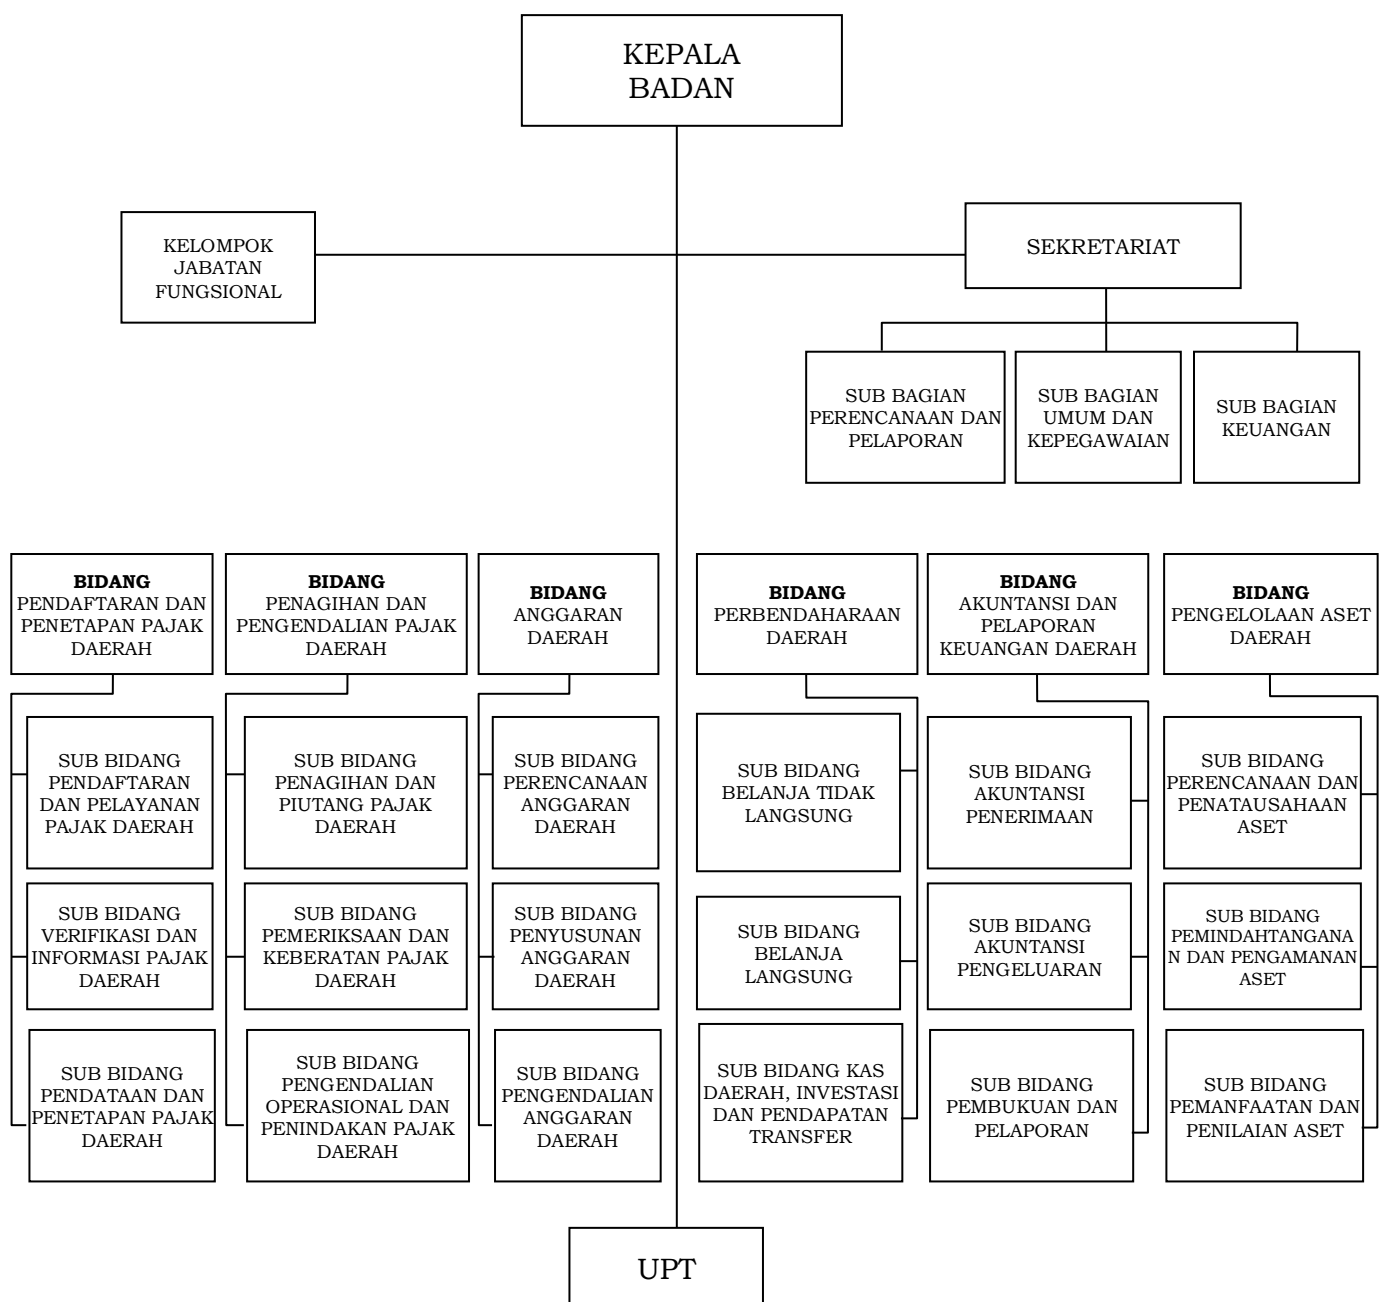 KEPALA
BADAN
KELOMPOK
JABATAN
FUNGSIONAL
SEKRETARIAT
SUB BAGIAN
PERENCANAAN DAN
PELAPORAN
SUB BAGIAN
UMUM DAN
KEPEGAWAIAN
SUB BAGIAN
KEUANGAN
BIDANG
PENDAFTARAN DAN
PENETAPAN PAJAK
DAERAH
BIDANG
PENAGIHAN DAN
PENGENDALIAN PAJAK
DAERAH
BIDANG
ANGGARAN
DAERAH
BIDANG
PERBENDAHARAAN
DAERAH
BIDANG
AKUNTANSI DAN
PELAPORAN
KEUANGAN DAERAH
BIDANG
PENGELOLAAN ASET
DAERAH
SUB BIDANG
PENDAFTARAN
DAN PELAYANAN
PAJAK DAERAH
SUB BIDANG
PENAGIHAN DAN
PIUTANG PAJAK
DAERAH
SUB BIDANG
PERENCANAAN
ANGGARAN
DAERAH
SUB BIDANG
BELANJA TIDAK
LANGSUNG
SUB BIDANG
AKUNTANSI
PENERIMAAN
SUB BIDANG
PERENCANAAN DAN
PENATAUSAHAAN
ASET
SUB BIDANG
VERIFIKASI DAN
INFORMASI PAJAK
DAERAH
SUB BIDANG
PEMERIKSAAN DAN
KEBERATAN PAJAK
DAERAH
SUB BIDANG
PENYUSUNAN
ANGGARAN
DAERAH
SUB BIDANG
BELANJA
LANGSUNG
SUB BIDANG
AKUNTANSI
PENGELUARAN
SUB BIDANG
PEMINDAHTANGANA
N DAN PENGAMANAN
ASET
SUB BIDANG
PENDATAAN DAN
PENETAPAN PAJAK
DAERAH
SUB BIDANG
PENGENDALIAN
OPERASIONAL DAN
PENINDAKAN PAJAK
DAERAH
SUB BIDANG
PENGENDALIAN
ANGGARAN
DAERAH
SUB BIDANG KAS
DAERAH, INVESTASI
DAN PENDAPATAN
TRANSFER
SUB BIDANG
PEMBUKUAN DAN
PELAPORAN
SUB BIDANG
PEMANFAATAN DAN
PENILAIAN ASET
UPT